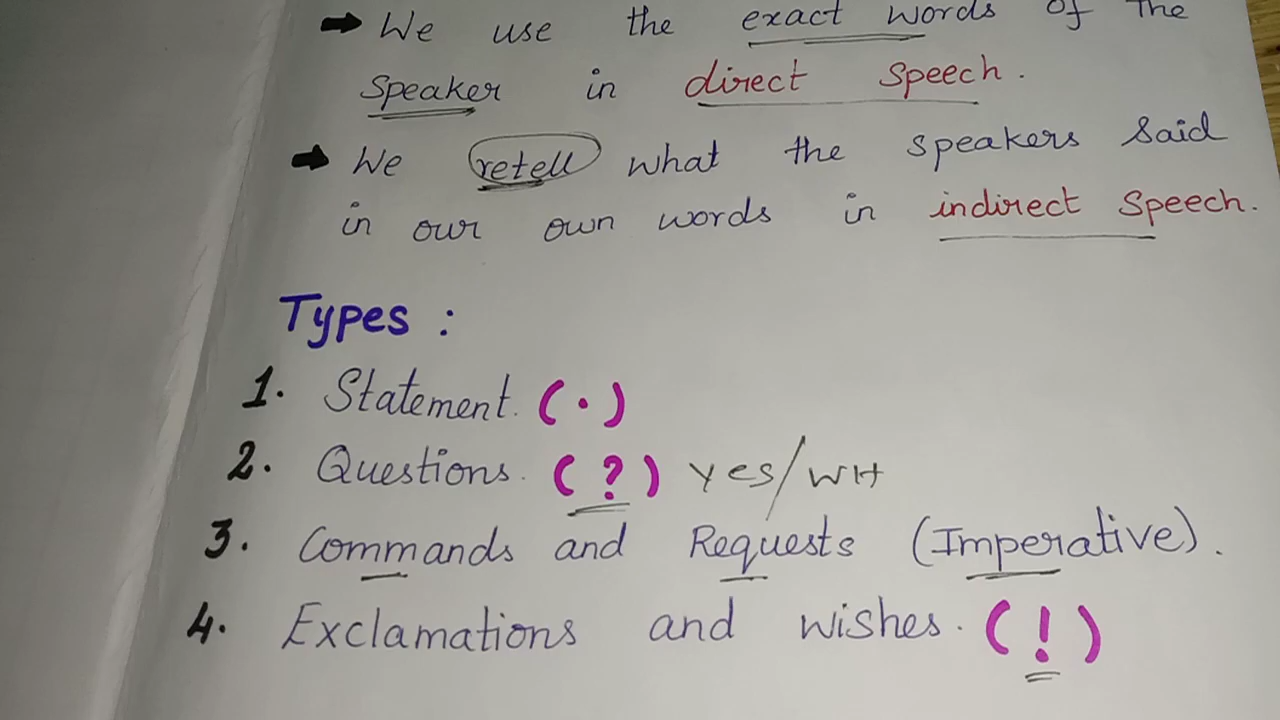 ➡ We use the exact words of the
speaker in direct speech.
➡ We retell what the speakers said
in our own words in indirect speech.
Types :
1. Statement. (.)
2. Questions. (?) Yes/WH
3. Commands and Requests (Imperative).
4. Exclamations and wishes. (!)